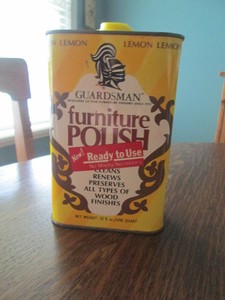 LEMON LEMON LEMON
GUARDSMAN
furniture
POLISH
New! Ready to Use
CLEANS
RENEWS
PRESERVES
ALL TYPES OF
WOOD
FINISHES